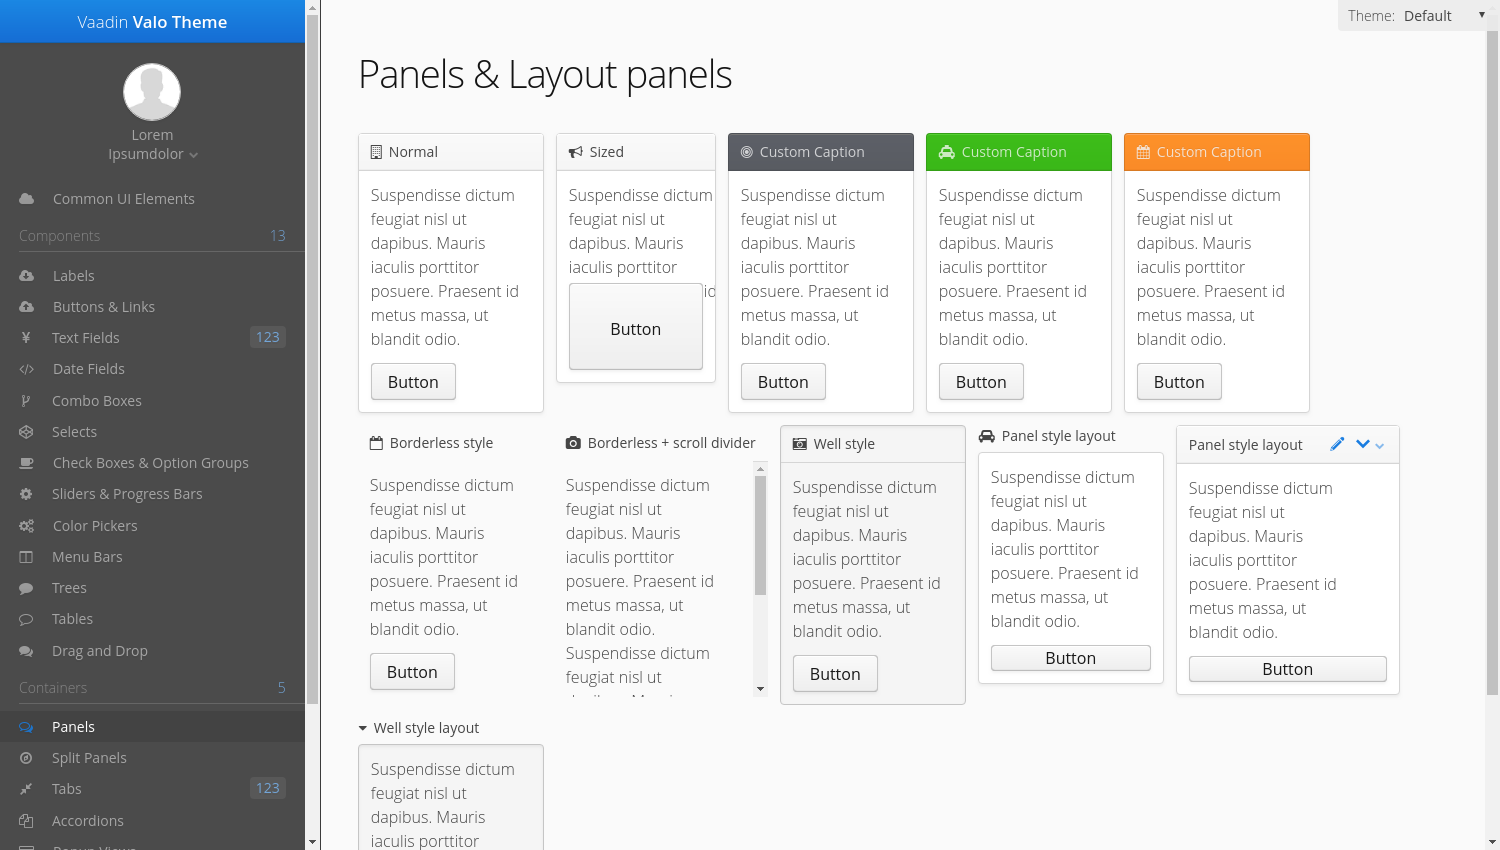 Vaadin Valo Theme
Lorem
Ipsumdolor
Common UI Elements
Components 13
Labels
Buttons & Links
Text Fields 123
Date Fields
Combo Boxes
Selects
Check Boxes & Option Groups
Sliders & Progress Bars
Color Pickers
Menu Bars
Trees
Tables
Drag and Drop
Containers 5
Panels
Split Panels
Tabs 123
Accordions
Popup Views
Theme: Default
Panels & Layout panels
Normal
Suspendisse dictum
feugiat nisl ut
dapibus. Mauris
iaculis porttitor
posuere. Praesent id
metus massa, ut
blandit odio.
Button
Sized
Suspendisse dictum
feugiat nisl ut
dapibus. Mauris
iaculis porttitor
id
Button
Custom Caption
Suspendisse dictum
feugiat nisl ut
dapibus. Mauris
iaculis porttitor
posuere. Praesent id
metus massa, ut
blandit odio.
Button
Custom Caption
Suspendisse dictum
feugiat nisl ut
dapibus. Mauris
iaculis porttitor
posuere. Praesent id
metus massa, ut
blandit odio.
Button
Custom Caption
Suspendisse dictum
feugiat nisl ut
dapibus. Mauris
iaculis porttitor
posuere. Praesent id
metus massa, ut
blandit odio.
Button
Borderless style
Suspendisse dictum
feugiat nisl ut
dapibus. Mauris
iaculis porttitor
posuere. Praesent id
metus massa, ut
blandit odio.
Button
Borderless + scroll divider
Suspendisse dictum
feugiat nisl ut
dapibus. Mauris
iaculis porttitor
posuere. Praesent id
metus massa, ut
blandit odio.
Suspendisse dictum
feugiat nisl ut
Well style
Suspendisse dictum
feugiat nisl ut
dapibus. Mauris
iaculis porttitor
posuere. Praesent id
metus massa, ut
blandit odio.
Button
Panel style layout
Suspendisse dictum
feugiat nisl ut
dapibus. Mauris
iaculis porttitor
posuere. Praesent id
metus massa, ut
blandit odio.
Button
Panel style layout
Suspendisse dictum
feugiat nisl ut
dapibus. Mauris
iaculis porttitor
posuere. Praesent id
metus massa, ut
blandit odio.
Button
Well style layout
Suspendisse dictum
feugiat nisl ut
dapibus. Mauris
iaculis porttitor